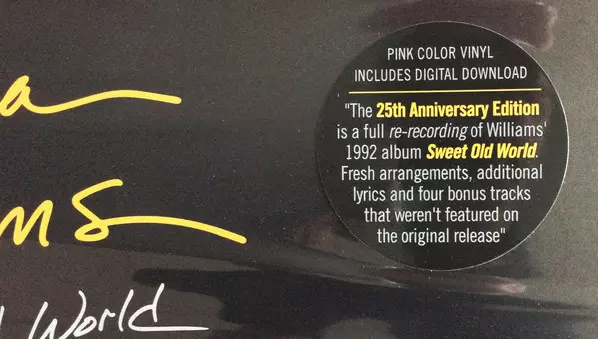 PINK COLOR VINYL
INCLUDES DIGITAL DOWNLOAD
"The 25th Anniversary Edition
is a full re-recording of Williams'
1992 album Sweet Old World.
Fresh arrangements, additional
lyrics and four bonus tracks
that weren't featured on
the original release"
a
ms
d World